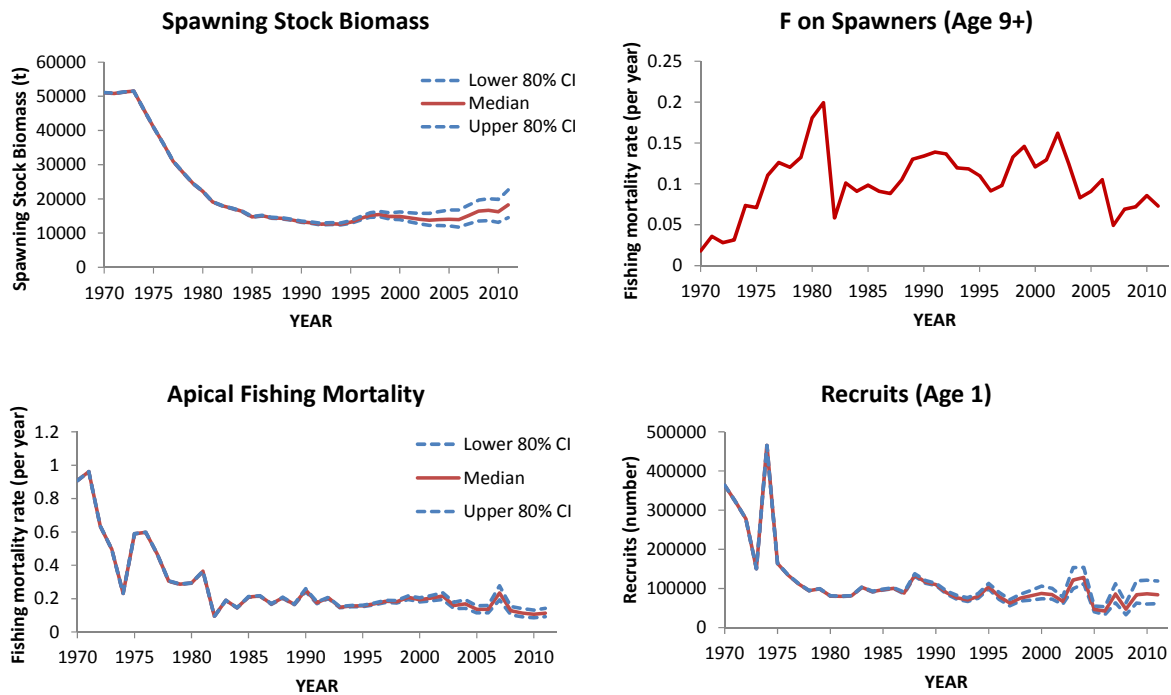 Spawning Stock Biomass
Spawning Stock Biomass (t)
60000
50000
40000
30000
20000
10000
0
Lower 80% CI
Median
Upper 80% CI
1970 1975 1980 1985 1990 1995 2000 2005 2010
YEAR
F on Spawners (Age 9+)
Fishing mortality rate (per year)
0.25
0.2
0.15
0.1
0.05
0
1970 1975 1980 1985 1990 1995 2000 2005 2010
YEAR
Apical Fishing Mortality
Fishing mortality rate (per year)
1.2
1
0.8
0.6
0.4
0.2
0
Lower 80% CI
Median
Upper 80% CI
1970 1975 1980 1985 1990 1995 2000 2005 2010
YEAR
Recruits (Age 1)
Recruits (number)
500000
400000
300000
200000
100000
0
1970 1975 1980 1985 1990 1995 2000 2005 2010
YEAR